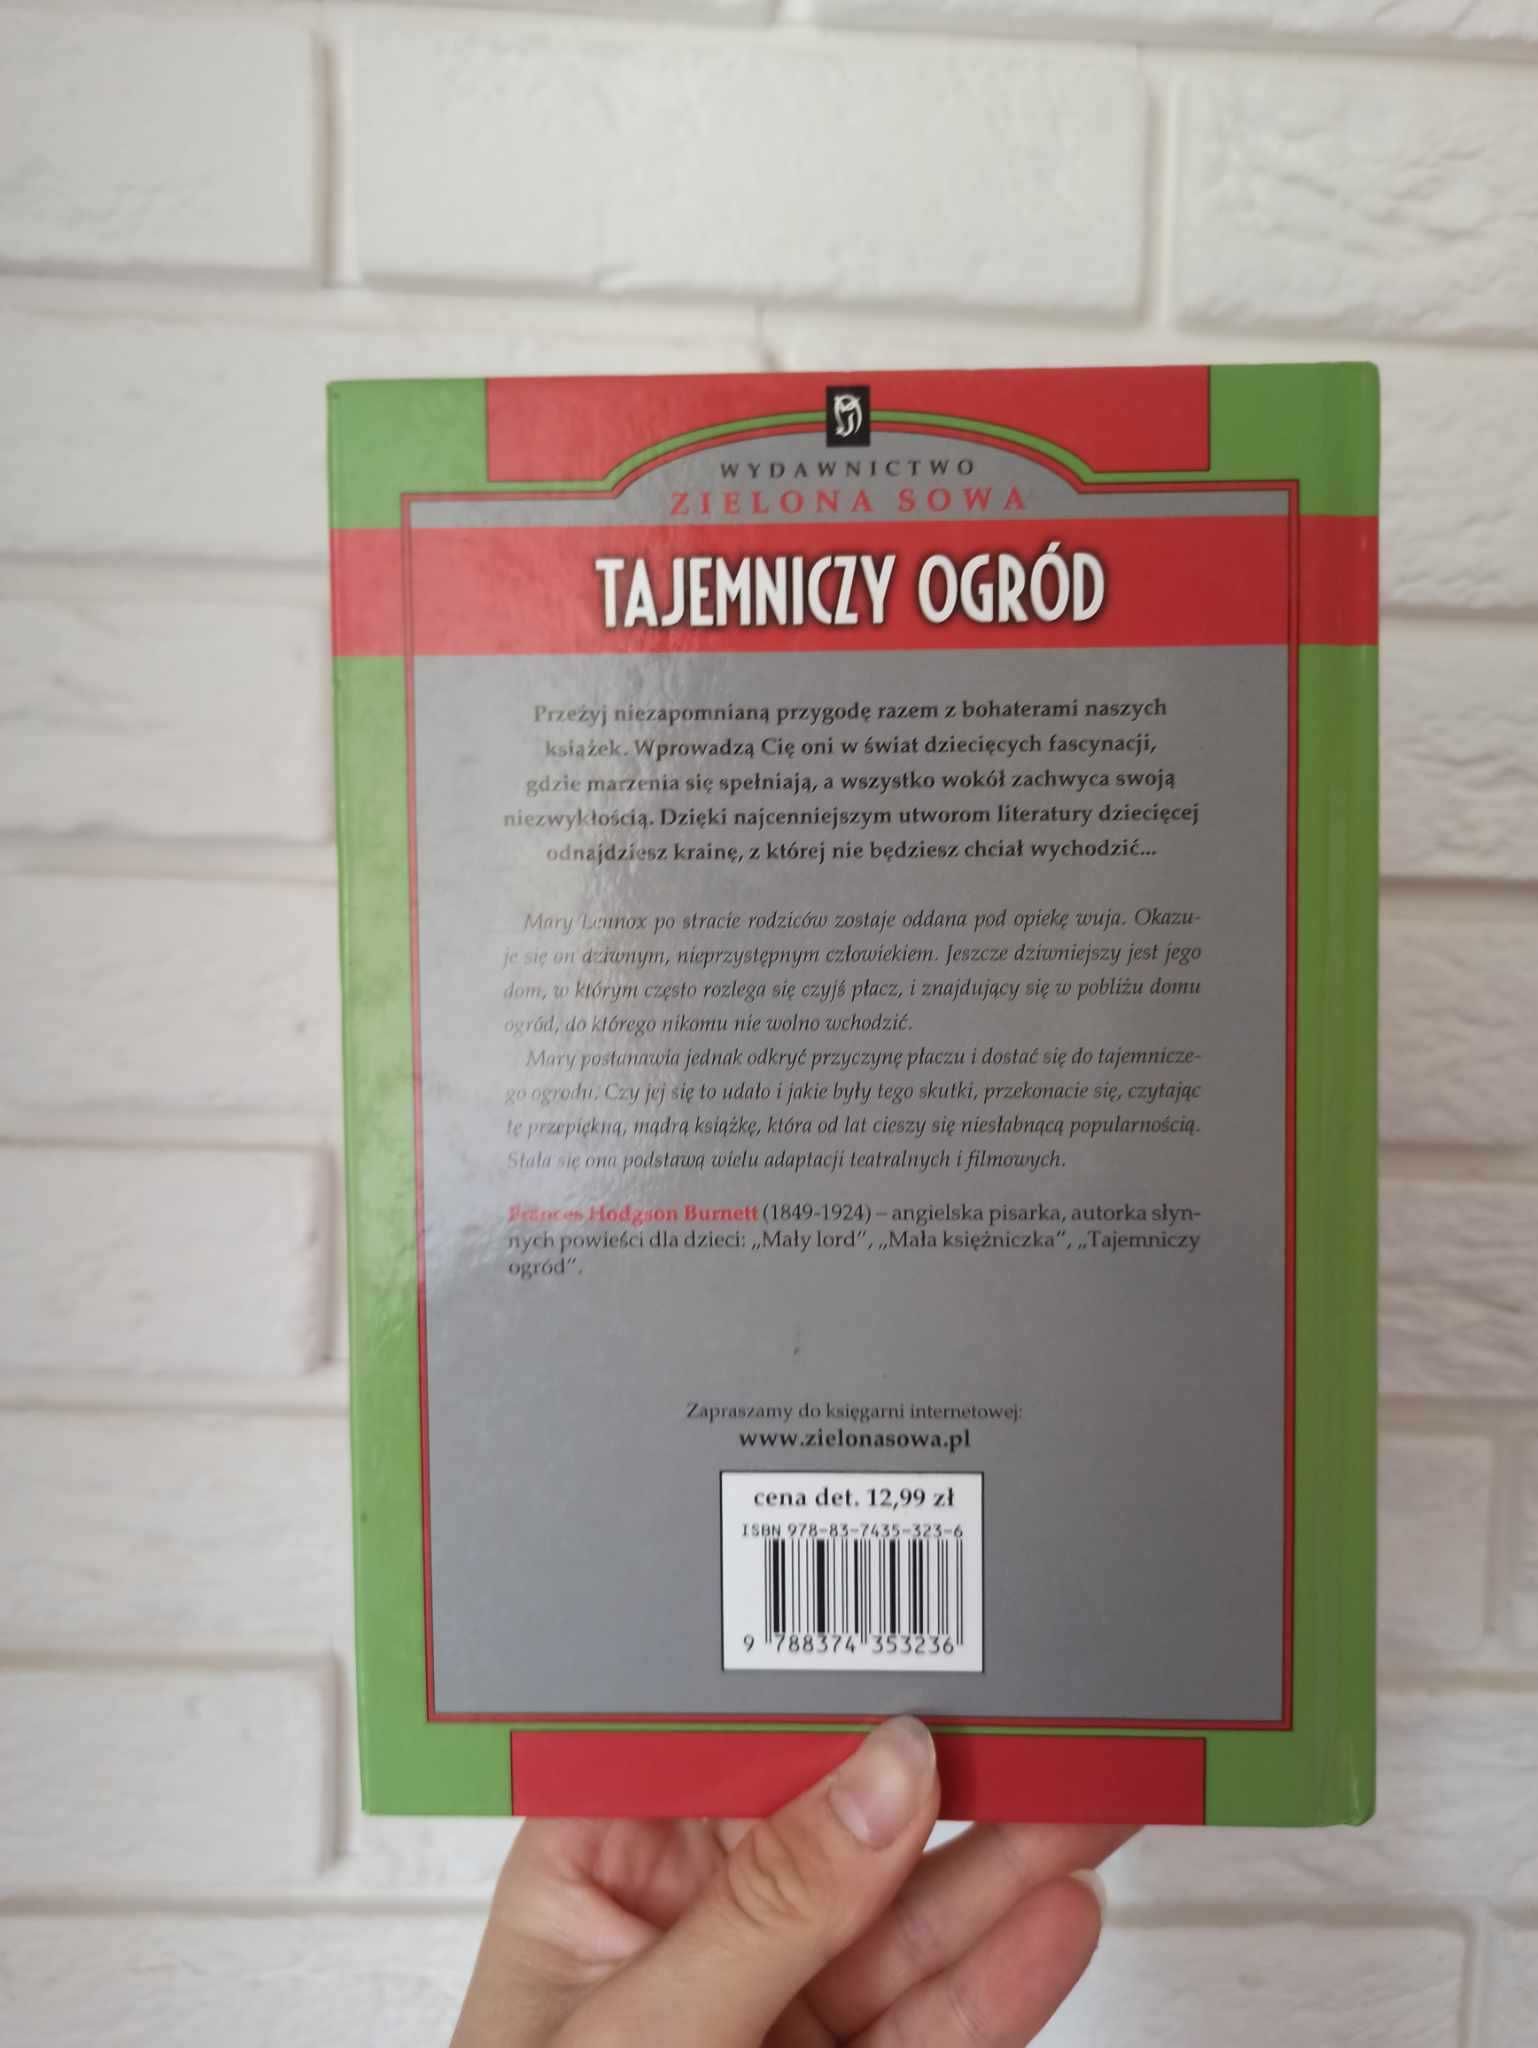 WYDAWNICTWO
ZIELONA SOWA
TAJEMNICZY OGRÓD
Przeżyj niezapomnianą przygodę razem z bohaterami naszych
książek. Wprowadzą Cię oni w świat dziecięcych fascynacji,
gdzie marzenia się spełniają, a wszystko wokół zachwyca swoją
niezwykłością. Dzięki najcenniejszym utworom literatury dziecięcej
odnajdziesz krainę, z której nie będziesz chciał wychodzić...
Mary Lennox po stracie rodziców zostaje oddana pod opiekę wuja. Okazu-
je się on dziwnym, nieprzystępnym człowiekiem. Jeszcze dziwniejszy jest jego
dom, w którym często rozlega się czyjś płacz, i znajdujący się w pobliżu domu
ogród, do którego nikomu nie wolno wchodzić.
Mary postanawia jednak odkryć przyczynę płaczu i dostać się do tajemnicze-
go ogrodu. Czy jej się to udało i jakie były tego skutki, przekonacie się, czytając
tę przepiękną, mądrą książkę, która od lat cieszy się niesłabnącą popularnością.
Stała się ona podstawą wielu adaptacji teatralnych i filmowych.
Frances Hodgson Burnett (1849-1924) – angielska pisarka, autorka słyn-
nych powieści dla dzieci: „Mały lord”, „Mała księżniczka”, „Tajemniczy
ogród”.
Zapraszamy do księgarni internetowej:
www.zielonasowa.pl
cena det. 12,99 zł
ISBN 978-83-7435-323-6
9 788374 353236